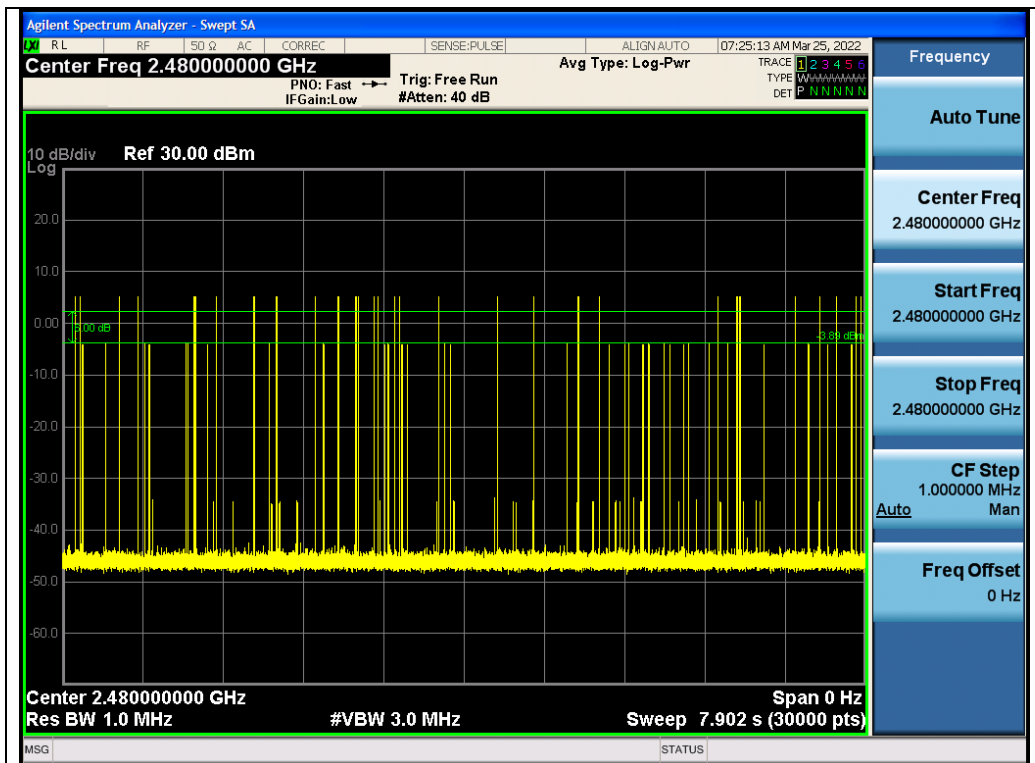 Agilent Spectrum Analyzer - Swept SA
LXI RL RF 50 Ω AC CORREC SENSE:PULSE ALIGN AUTO 07:25:13 AM Mar 25, 2022
Center Freq 2.480000000 GHz
Avg Type: Log-Pwr
TRACE 1 2 3 4 5 6
PNO: Fast
Trig: Free Run
TYPE
IFGain:Low
#Atten: 40 dB
DET P N N N N N
10 dB/div Ref 30.00 dBm
Log
20.0
10.0
0.00
-3.89 dBm
-10.0
-20.0
-30.0
-40.0
-50.0
-60.0
Center 2.480000000 GHz Span 0 Hz
Res BW 1.0 MHz #VBW 3.0 MHz Sweep 7.902 s (30000 pts)
MSG STATUS
Frequency
Auto Tune
Center Freq
2.480000000 GHz
Start Freq
2.480000000 GHz
Stop Freq
2.480000000 GHz
CF Step
1.000000 MHz
Auto Man
Freq Offset
0 Hz